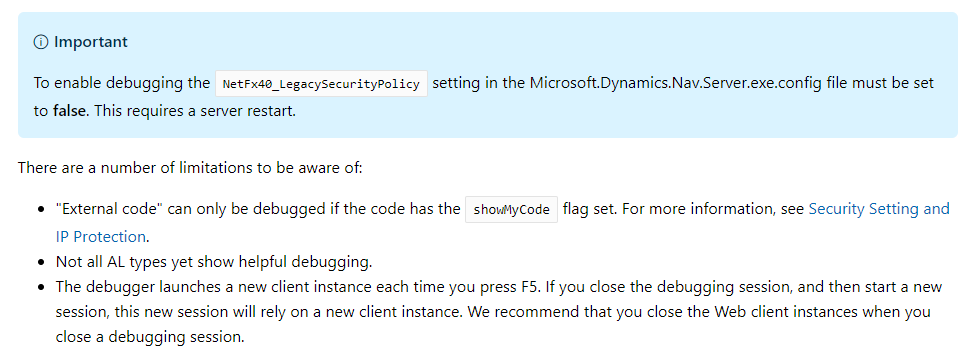 Important
To enable debugging the NetFx40_LegacySecurityPolicy setting in the Microsoft.Dynamics.Nav.Server.exe.config file must be set
to false. This requires a server restart.
There are a number of limitations to be aware of:
• "External code" can only be debugged if the code has the showMyCode flag set. For more information, see Security Setting and
IP Protection.
• Not all AL types yet show helpful debugging.
• The debugger launches a new client instance each time you press F5. If you close the debugging session, and then start a new
session, this new session will rely on a new client instance. We recommend that you close the Web client instances when you
close a debugging session.